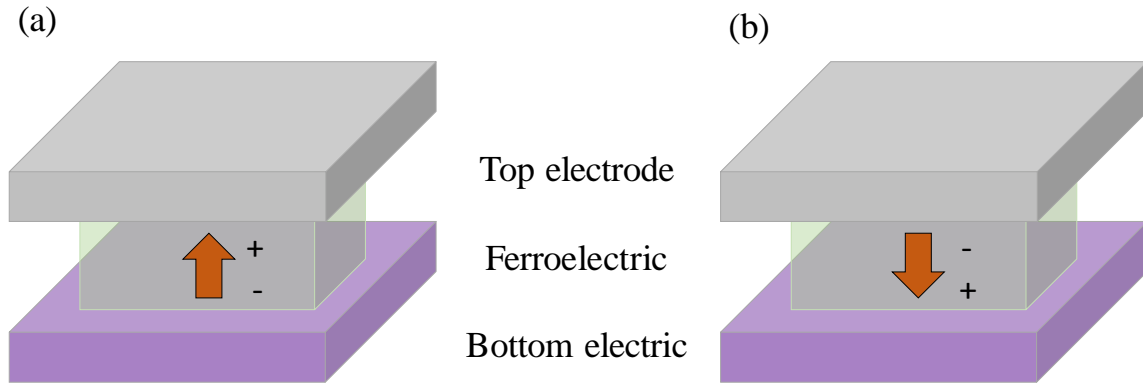 (a)
(b)
Top electrode
+
-
Ferroelectric
-
+
Bottom electric